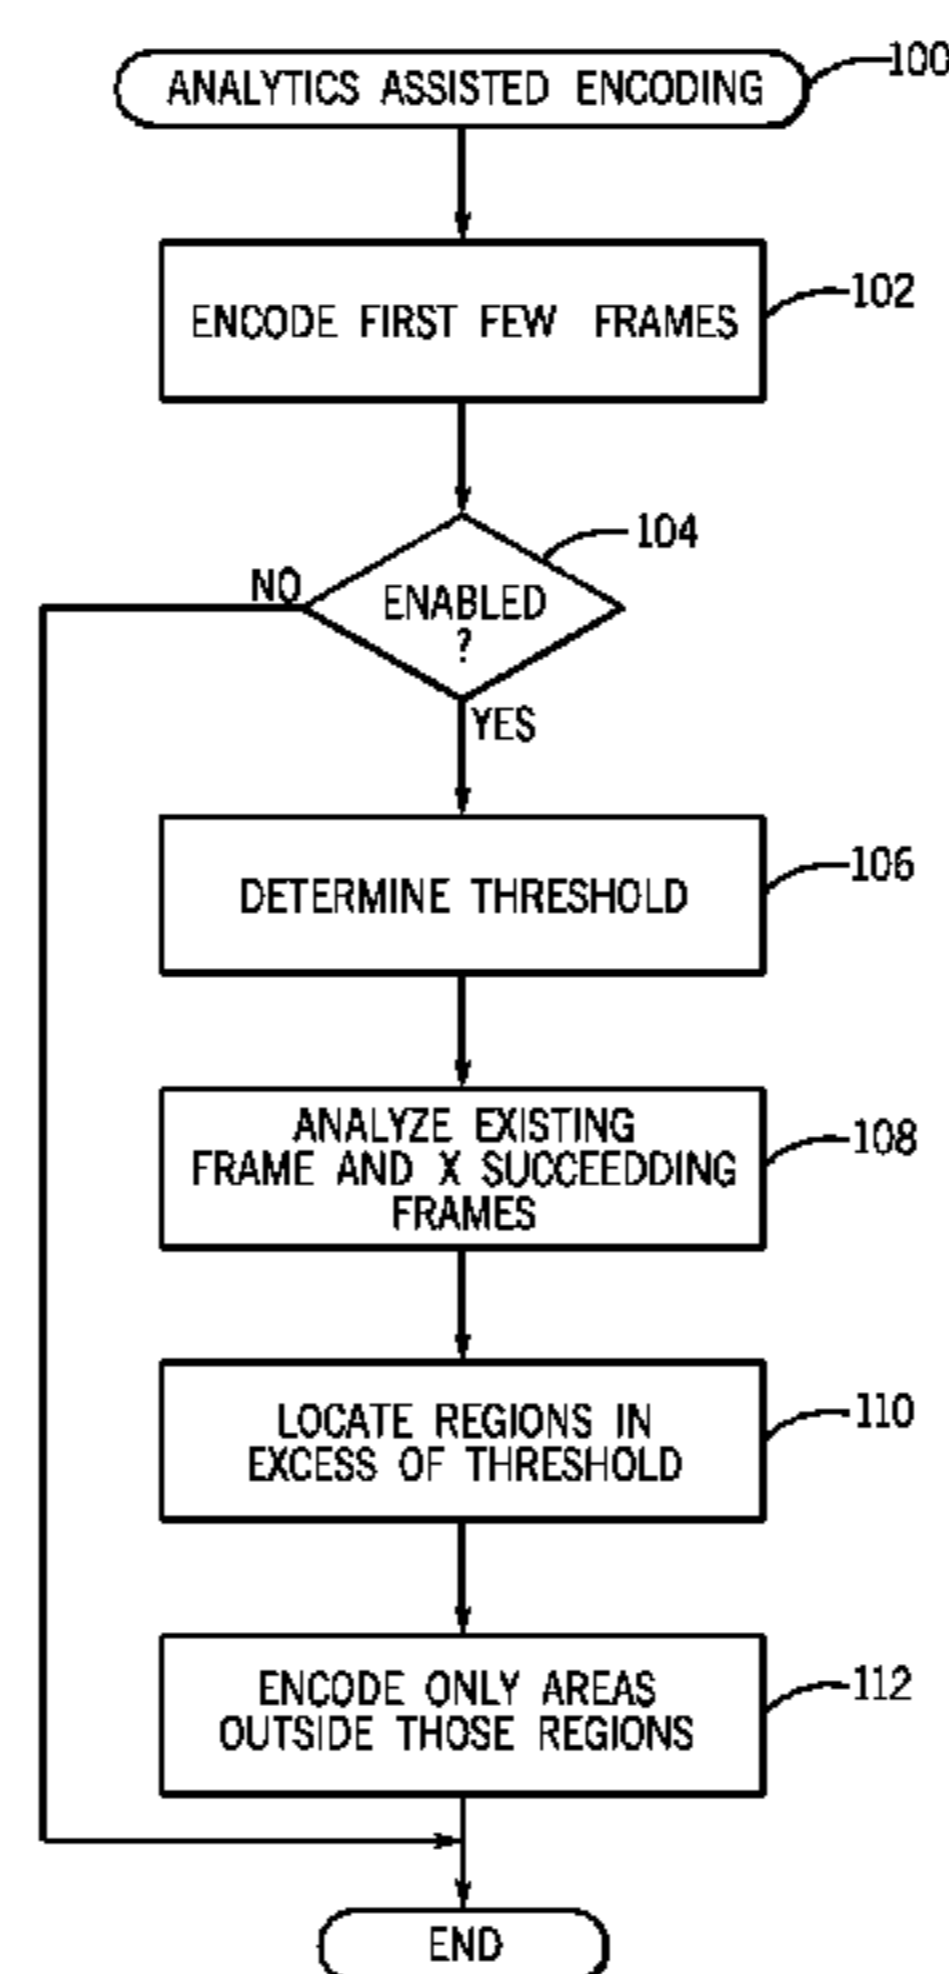 ANALYTICS ASSISTED ENCODING
100
ENCODE FIRST FEW FRAMES
102
104
NO
ENABLED
?
YES
DETERMINE THRESHOLD
106
ANALYZE EXISTING
FRAME AND X SUCCEEDDING
FRAMES
108
LOCATE REGIONS IN
EXCESS OF THRESHOLD
110
ENCODE ONLY AREAS
OUTSIDE THOSE REGIONS
112
END